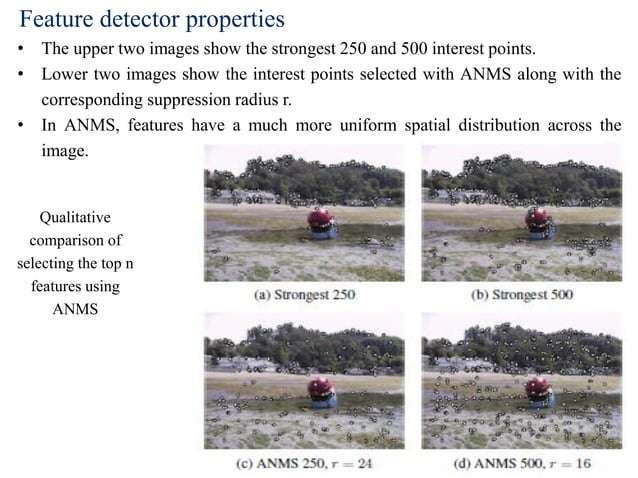 Feature detector properties
• The upper two images show the strongest 250 and 500 interest points.
• Lower two images show the interest points selected with ANMS along with the
corresponding suppression radius r.
• In ANMS, features have a much more uniform spatial distribution across the
image.
Qualitative
comparison of
selecting the top n
features using
ANMS
(a) Strongest 250
(b) Strongest 500
(c) ANMS 250, r = 24
(d) ANMS 500, r = 16